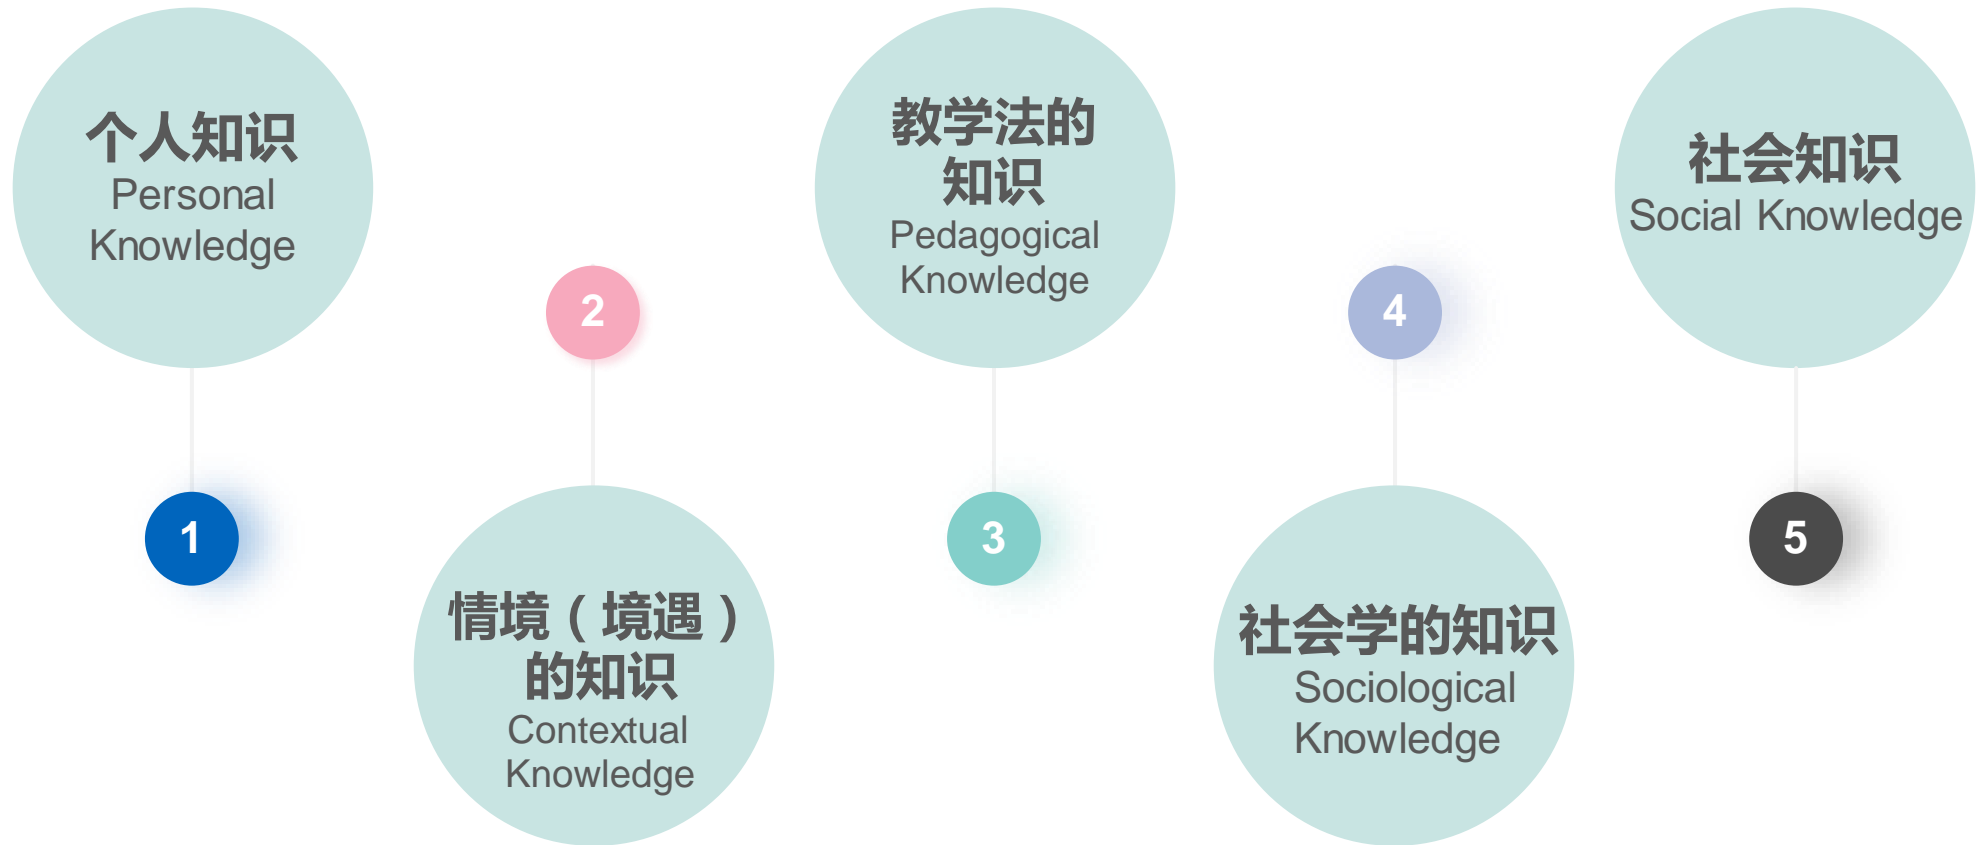 个人知识
Personal
Knowledge
1
2
情境（境遇）
的知识
Contextual
Knowledge
教学法的
知识
Pedagogical
Knowledge
3
4
社会学的知识
Sociological
Knowledge
社会知识
Social Knowledge
5